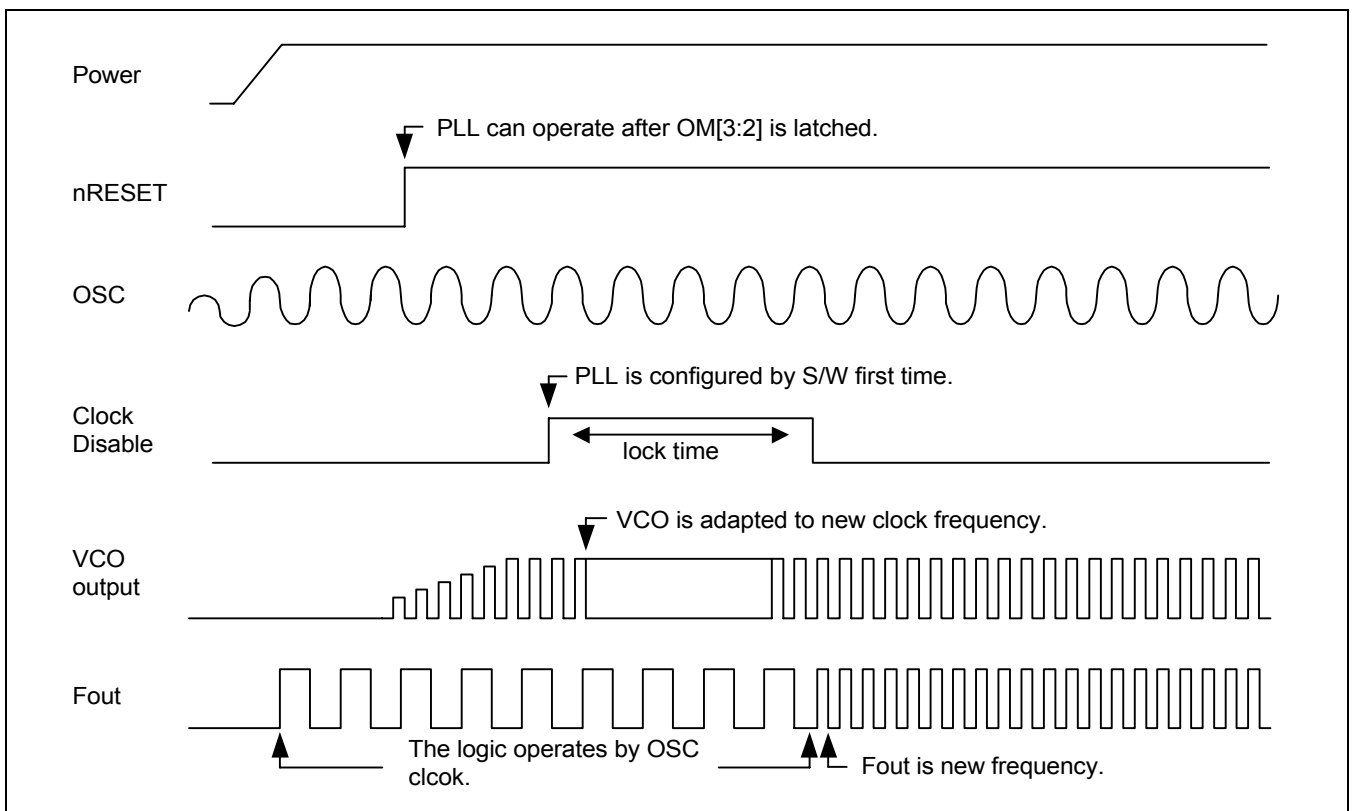 Power
PLL can operate after OM[3:2] is latched.
nRESET
OSC
PLL is configured by S/W first time.
Clock
Disable
lock time
VCO is adapted to new clock frequency.
VCO
output
Fout
The logic operates by OSC
clcok.
Fout is new frequency.